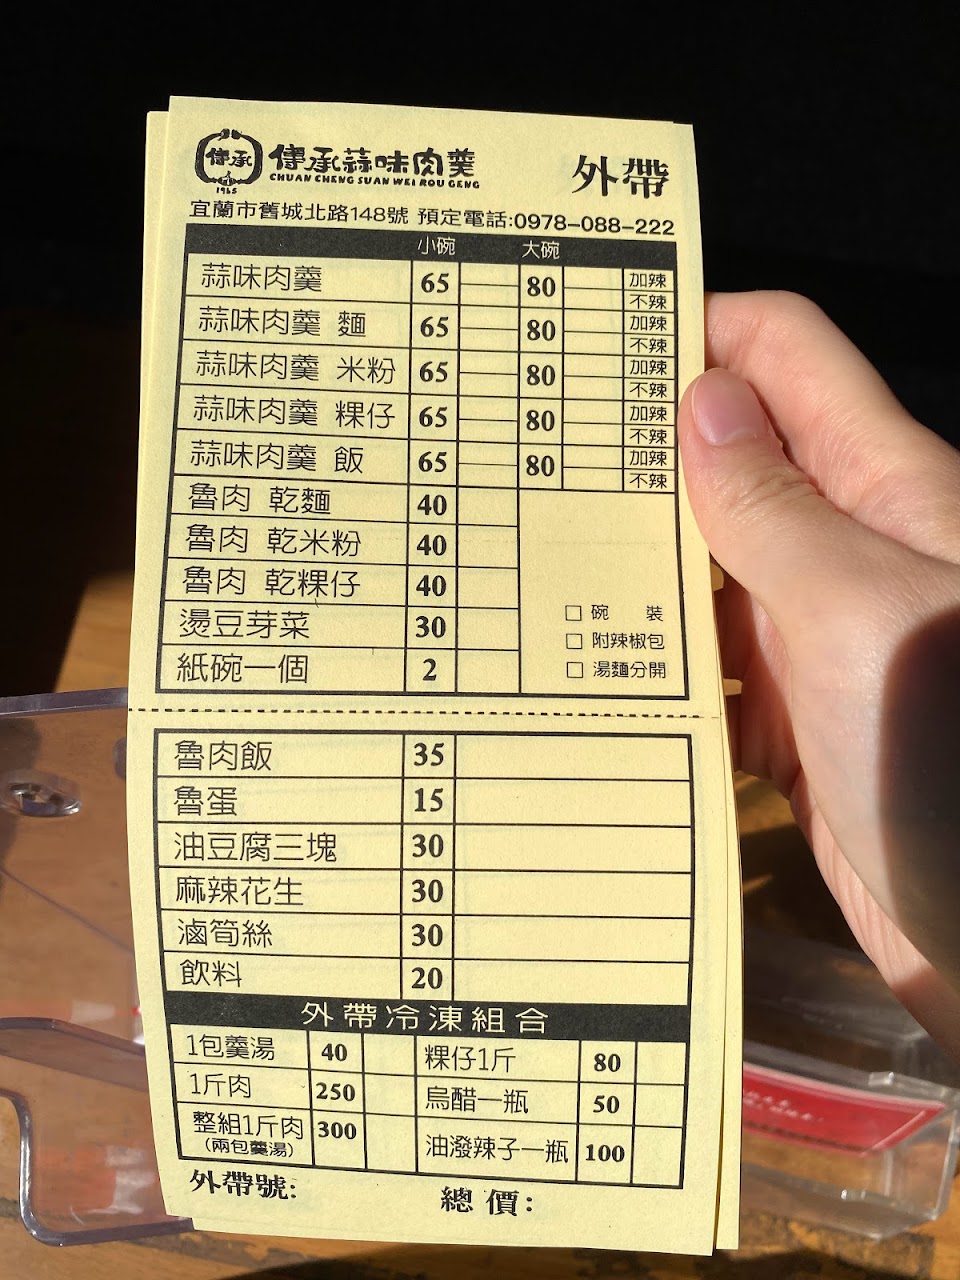 傳承
1965
傳承蒜味肉羹
CHUAN CHENG SUAN WEI ROU GENG
外帶
宜蘭市舊城北路148號 預定電話:0978-088-222
小碗 大碗
蒜味肉羹 65 80 加辣 不辣
蒜味肉羹 麵 65 80 加辣 不辣
蒜味肉羹 米粉 65 80 加辣 不辣
蒜味肉羹 粿仔 65 80 加辣 不辣
蒜味肉羹 飯 65 80 加辣 不辣
魯肉 乾麵 40
魯肉 乾米粉 40
魯肉 乾粿仔 40
燙豆芽菜 30
紙碗一個 2
□ 碗 裝
□ 附辣椒包
□ 湯麵分開
魯肉飯 35
魯蛋 15
油豆腐三塊 30
麻辣花生 30
滷筍絲 30
飲料 20
外帶冷凍組合
1包羹湯 40 粿仔1斤 80
1斤肉 250 烏醋一瓶 50
整組1斤肉 300 油潑辣子一瓶 100
(兩包羹湯)
外帶號: 總價: